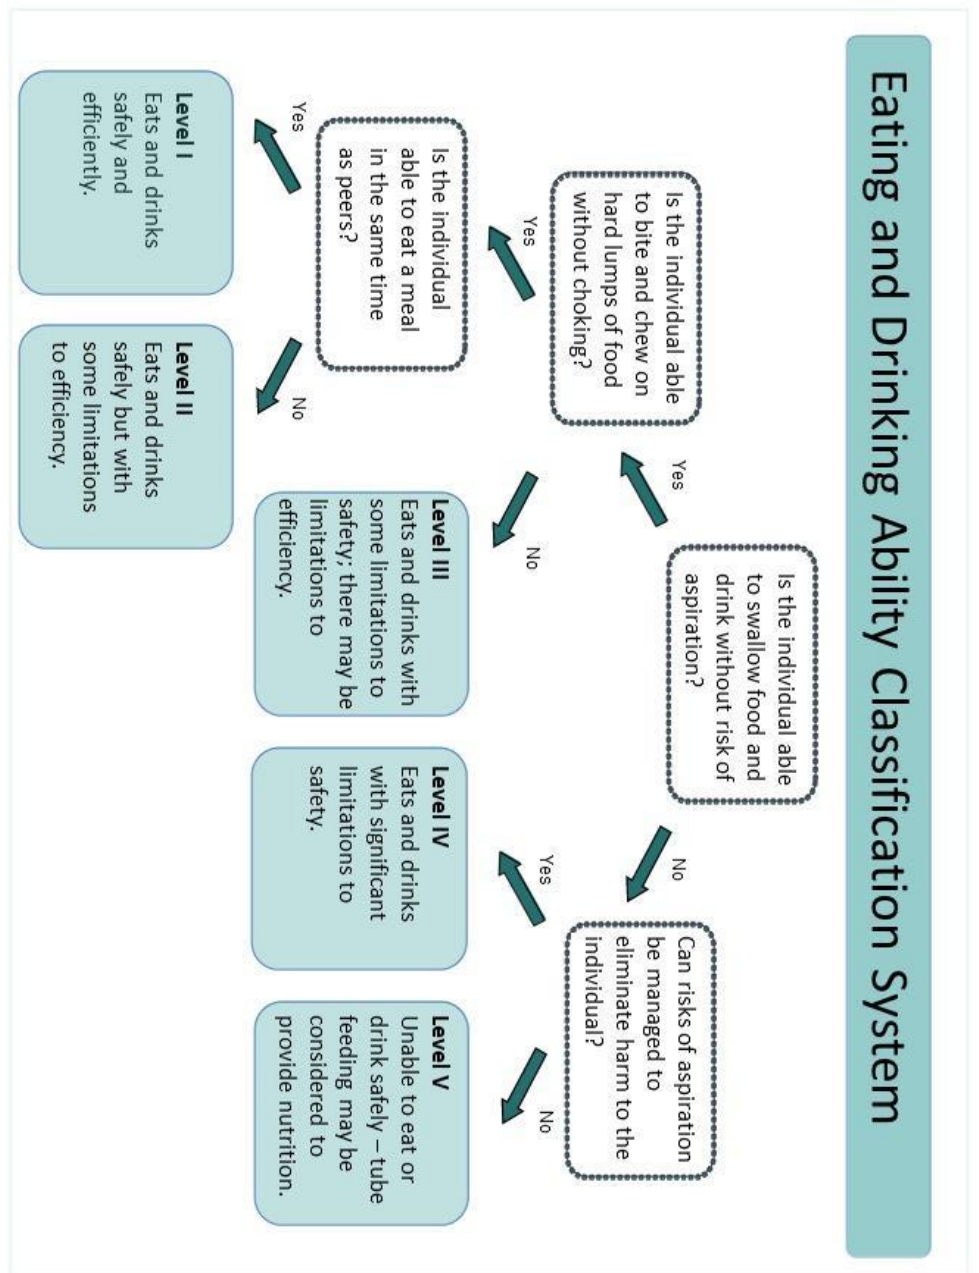 Eating and Drinking Ability Classification System
Is the individual able
to swallow food and
drink without risk of
aspiration?
Yes
No
Is the individual able
to bite and chew on
hard lumps of food
without choking?
Can risks of aspiration
be managed to
eliminate harm to the
individual?
Yes
No
Yes
No
Is the individual
able to eat a meal
in the same time
as peers?
Level III
Eats and drinks with
some limitations to
safety; there may be
limitations to
efficiency.
Level IV
Eats and drinks
with significant
limitations to
safety.
Level V
Unable to eat or
drink safely – tube
feeding may be
considered to
provide nutrition.
Yes
No
Level I
Eats and drinks
safely and
efficiently.
Level II
Eats and drinks
safely but with
some limitations
to efficiency.